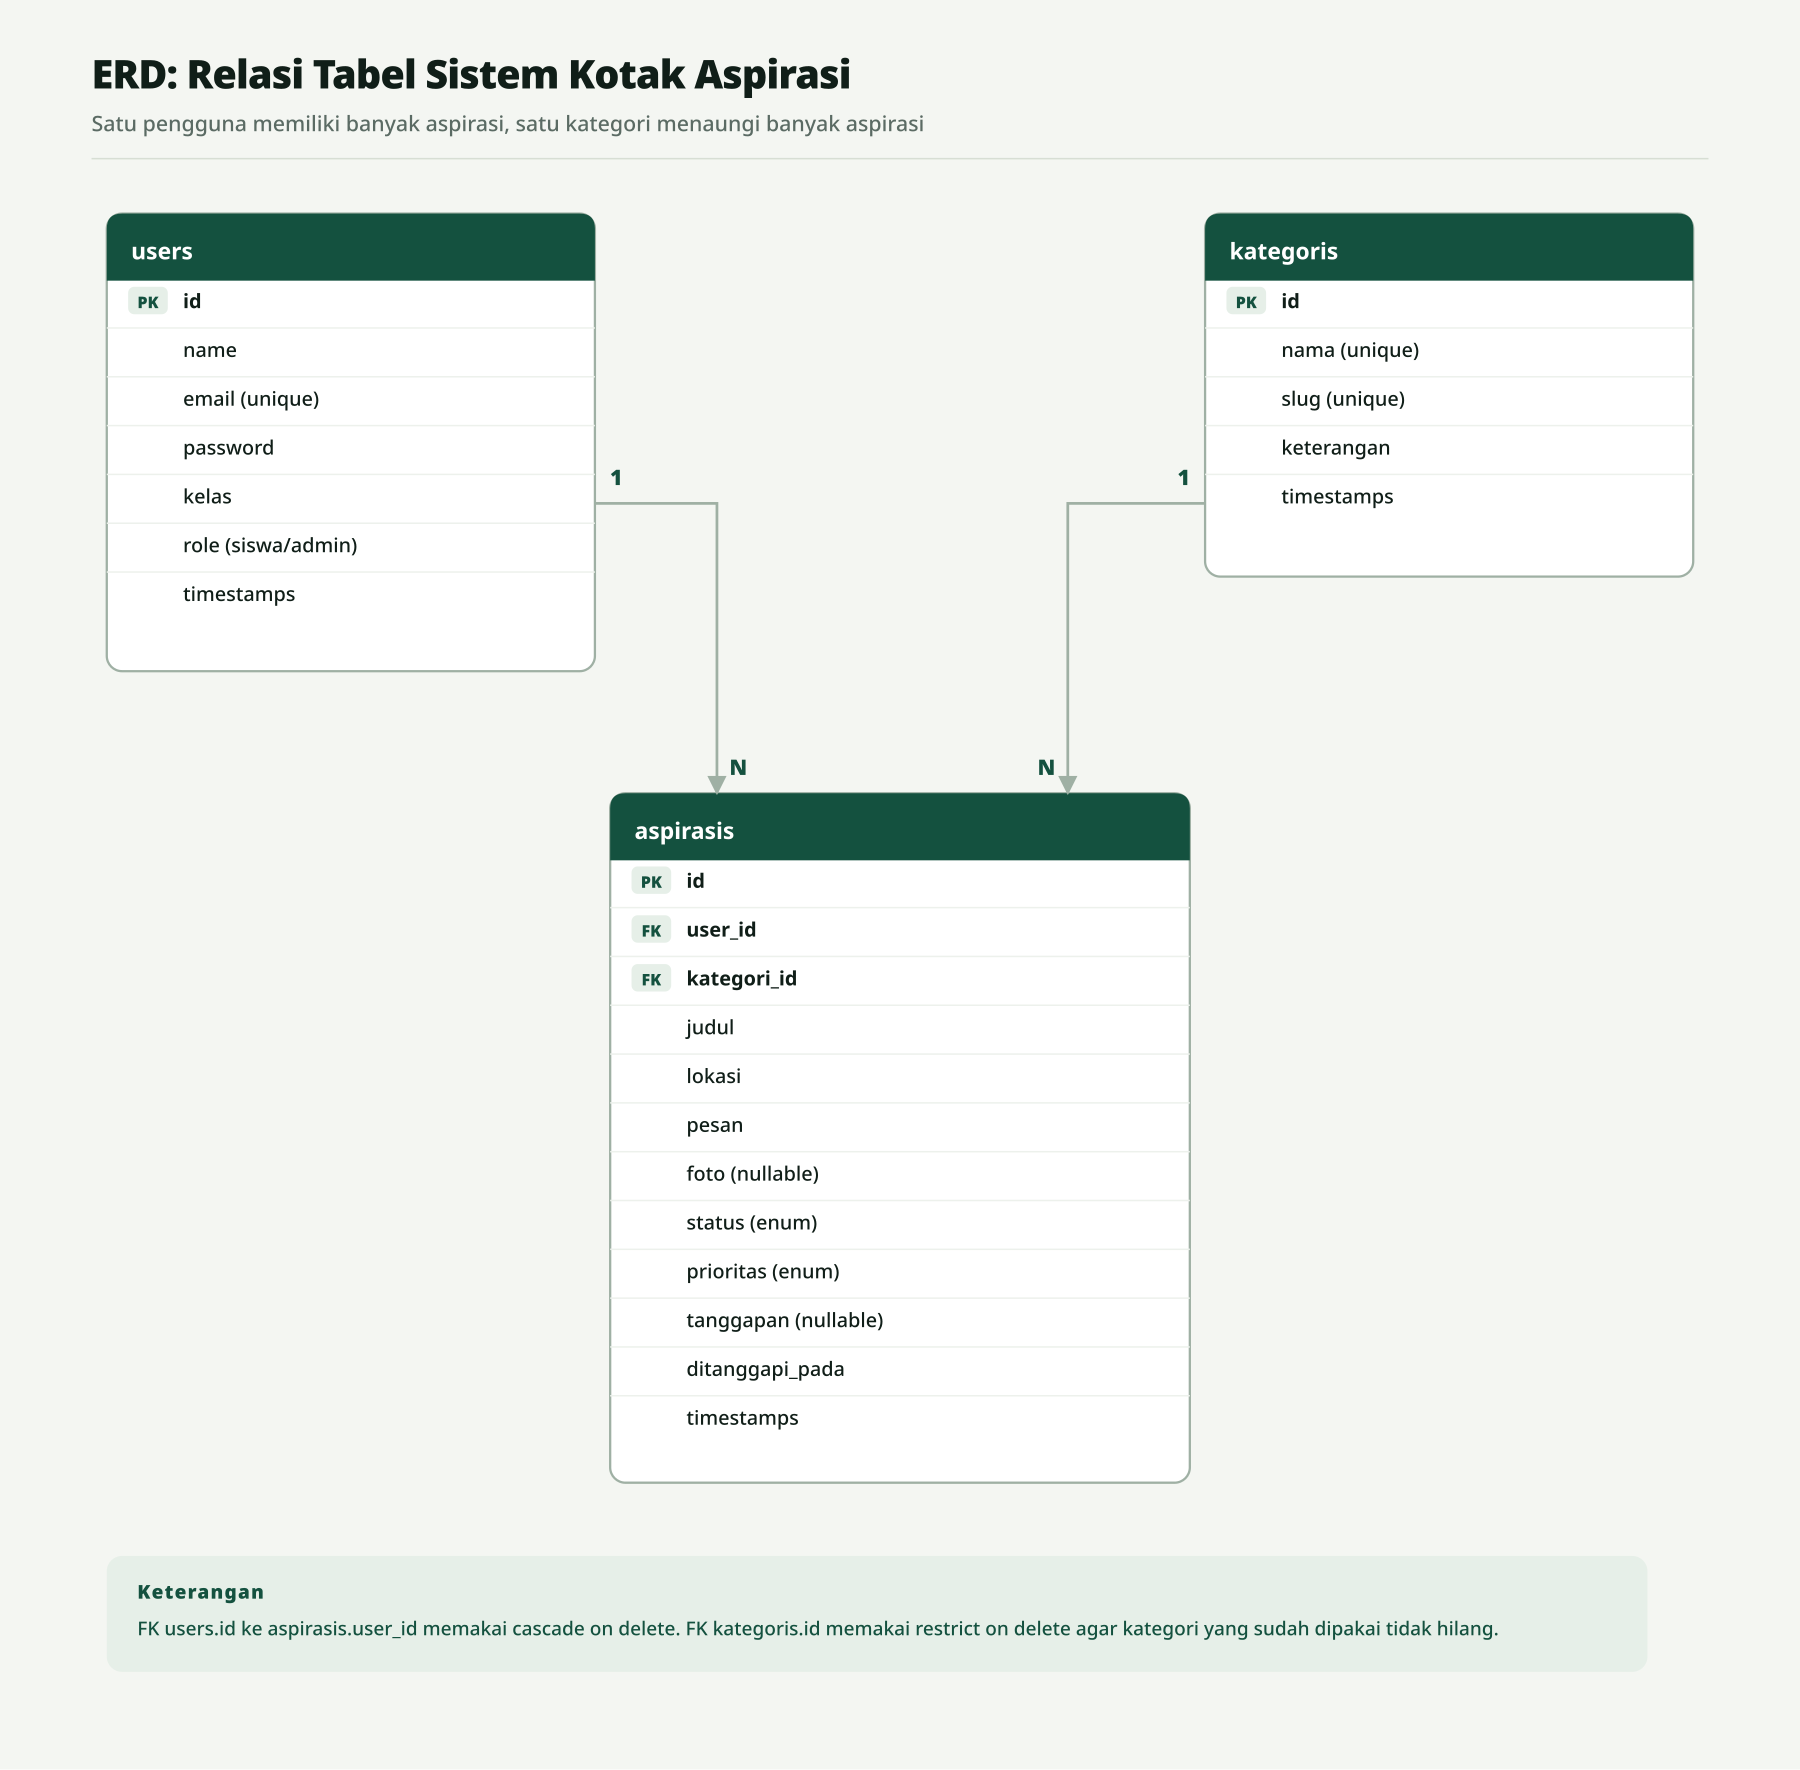 ERD: Relasi Tabel Sistem Kotak Aspirasi
Satu pengguna memiliki banyak aspirasi, satu kategori menaungi banyak aspirasi
users
PK id
name
email (unique)
password
kelas
role (siswa/admin)
timestamps
kategoris
PK id
nama (unique)
slug (unique)
keterangan
timestamps
1
1
N
N
aspirasis
PK id
FK user_id
FK kategori_id
judul
lokasi
pesan
foto (nullable)
status (enum)
prioritas (enum)
tanggapan (nullable)
ditanggapi_pada
timestamps
Keterangan
FK users.id ke aspirasis.user_id memakai cascade on delete. FK kategoris.id memakai restrict on delete agar kategori yang sudah dipakai tidak hilang.